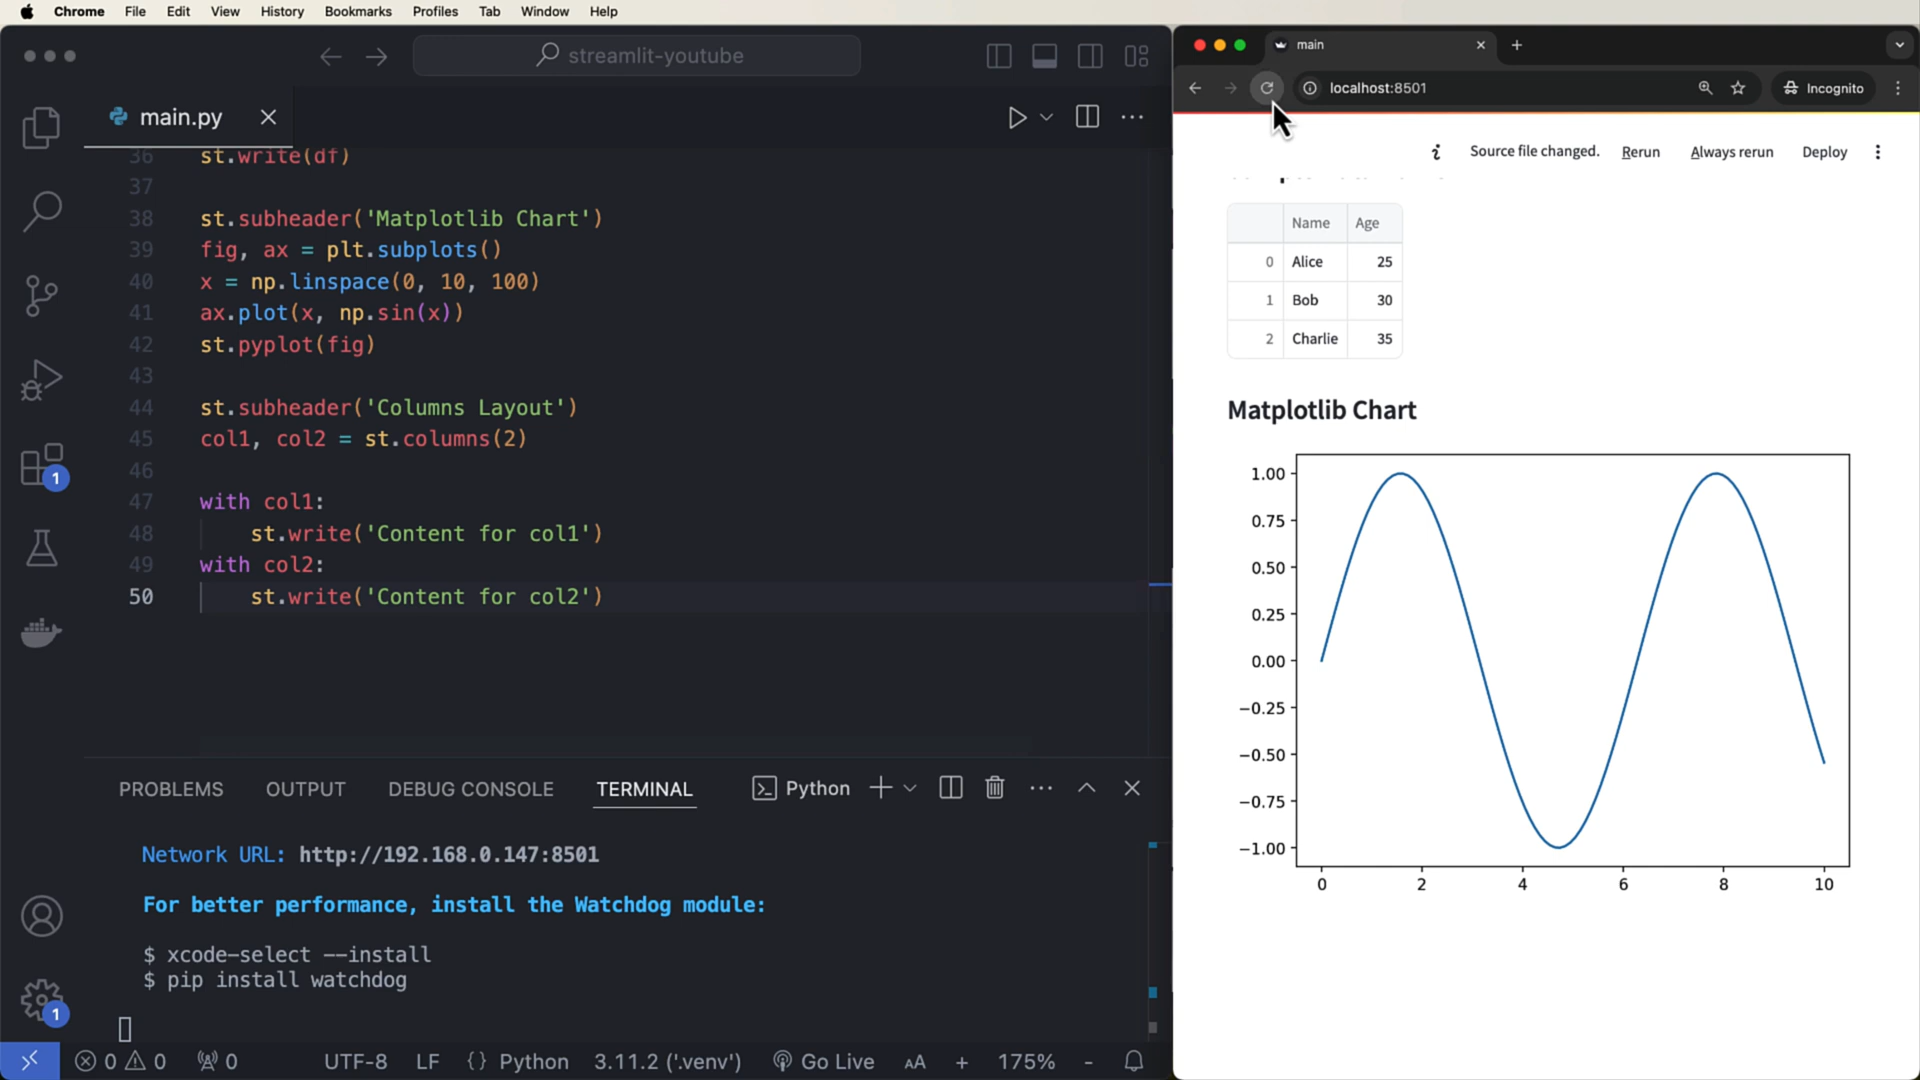 Chrome File Edit View History Bookmarks Profiles Tab Window Help
streamlit-youtube
main.py
36 st.write(df)
37
38 st.subheader('Matplotlib Chart')
39 fig, ax = plt.subplots()
40 x = np.linspace(0, 10, 100)
41 ax.plot(x, np.sin(x))
42 st.pyplot(fig)
43
44 st.subheader('Columns Layout')
45 col1, col2 = st.columns(2)
46
47 with col1:
48 st.write('Content for col1')
49 with col2:
50 st.write('Content for col2')
1
1
PROBLEMS OUTPUT DEBUG CONSOLE TERMINAL Python
Network URL: http://192.168.0.147:8501
For better performance, install the Watchdog module:
$ xcode-select --install
$ pip install watchdog
0 0 0 UTF-8 LF {} Python 3.11.2 ('.venv') Go Live AA + 175% -
main
localhost:8501 Incognito
Source file changed. Rerun Always rerun Deploy
Name Age
0 Alice 25
1 Bob 30
2 Charlie 35
Matplotlib Chart
1.00
0.75
0.50
0.25
0.00
−0.25
−0.50
−0.75
−1.00
0 2 4 6 8 10